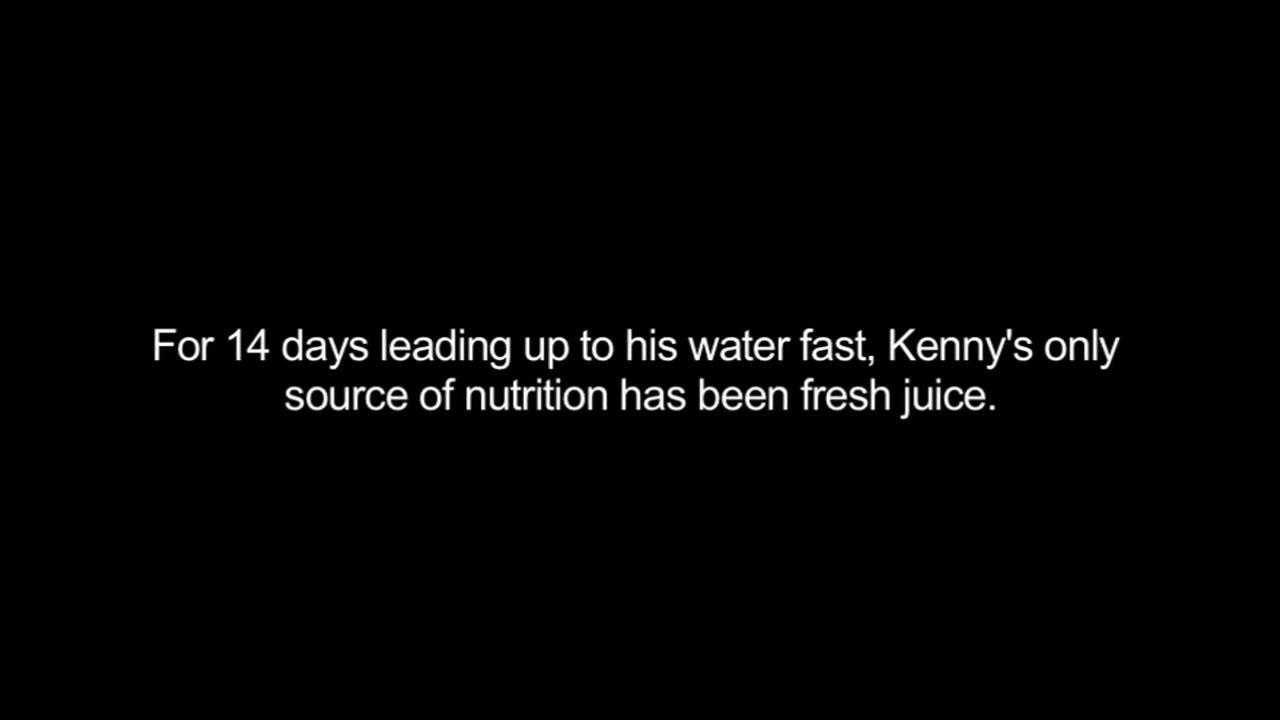 For 14 days leading up to his water fast, Kenny's only
source of nutrition has been fresh juice.